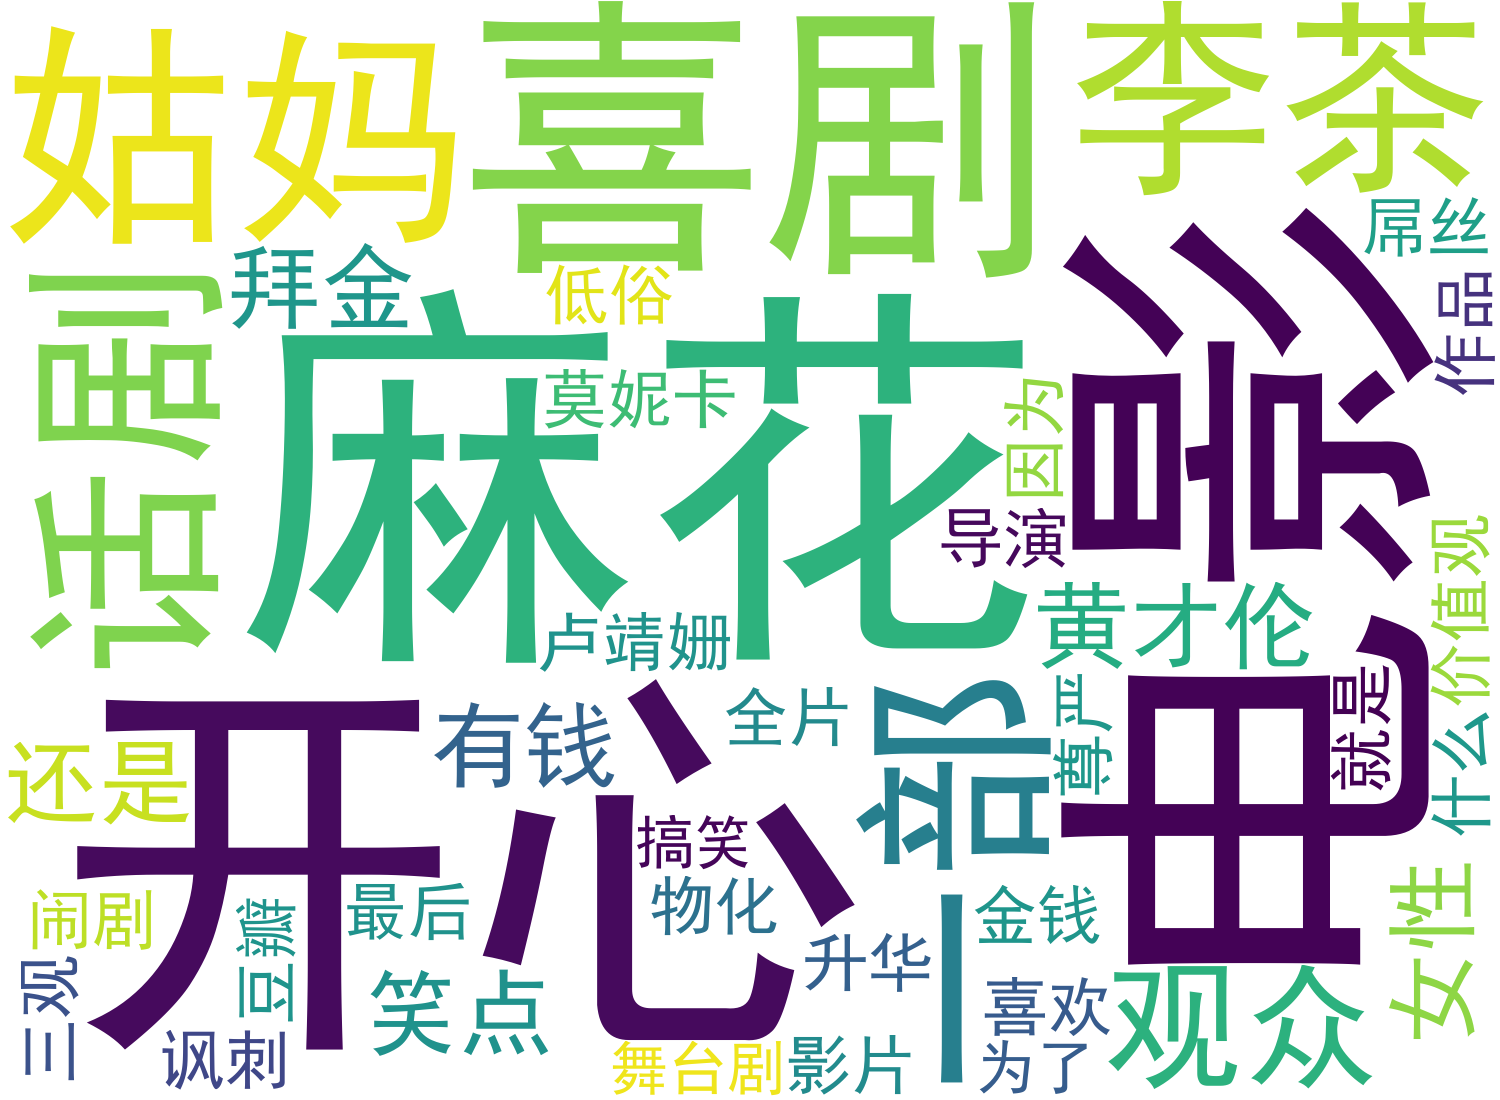 姑妈
喜剧
李茶
屌丝
拜金
低俗
话剧
麻花
莫妮卡
因为
电影
作品
导演
卢靖姗
黄才伦
价值观
什么
开心
有钱
全片
一部
尊严
就是
还是
搞笑
物化
闹剧
豆瓣
最后
升华
金钱
女性
三观
讽刺
笑点
喜欢
观众
舞台剧
影片
为了